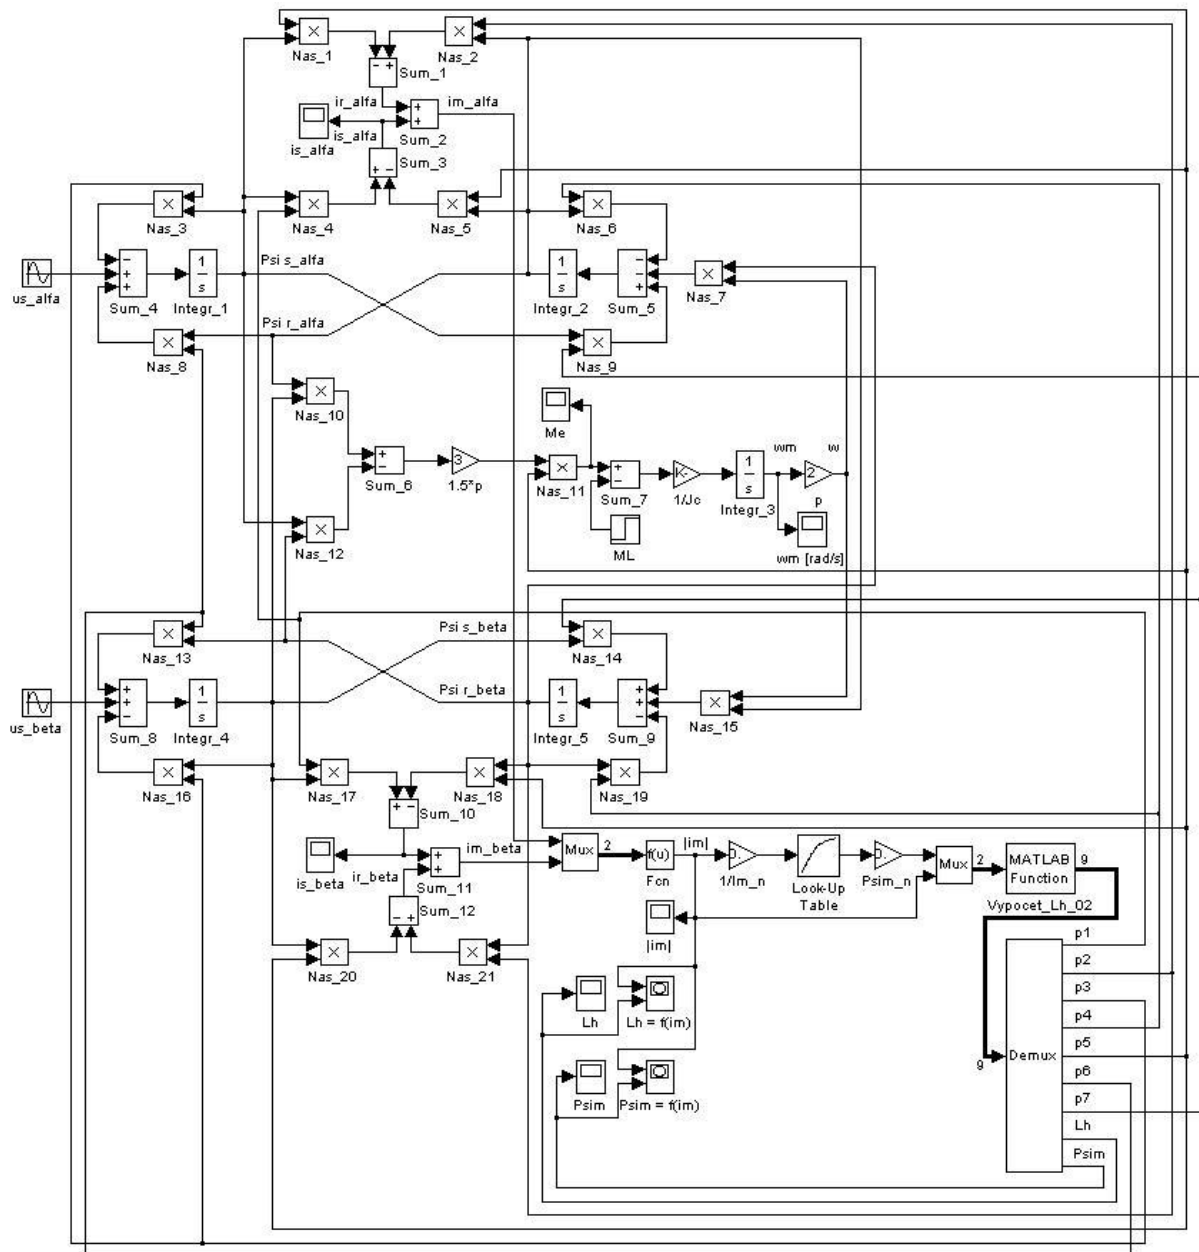 Nas_1
Nas_2
- +
Sum_1
ir_alfa
im_alfa
+
+
is_alfa
Sum_2
is_alfa
Sum_3
+ -
Nas_3
Nas_4
Nas_5
Nas_6
us_alfa
-
+
+
Sum_4
1
s
Integr_1
Psi s_alfa
1
s
Integr_2
-
-
+
Sum_5
Nas_7
Psi r_alfa
Nas_8
Nas_9
Nas_10
Me
+
-
Sum_6
3
1.5*p
Nas_11
+
-
Sum_7
K-
1/Jc
1
s
Integr_3
wm
w
2
p
Nas_12
ML
wm [rad/s]
Nas_13
Psi s_beta
Nas_14
us_beta
+
+
-
Sum_8
1
s
Integr_4
Psi r_beta
1
s
Integr_5
+
+
-
Sum_9
Nas_15
Nas_16
Nas_17
Nas_18
Nas_19
+ -
Sum_10
is_beta
ir_beta
+
+
Sum_11
im_beta
Mux
2
f(u)
Fcn
|im|
0.
1/Im_n
Look-Up
Table
0.
Psim_n
Mux
2
MATLAB
Function
9
Vypocet_Lh_02
- +
Sum_12
|im|
Nas_20
Nas_21
Lh
Lh = f(im)
Psim
Psim = f(im)
9
Demux
p1
p2
p3
p4
p5
p6
p7
Lh
Psim